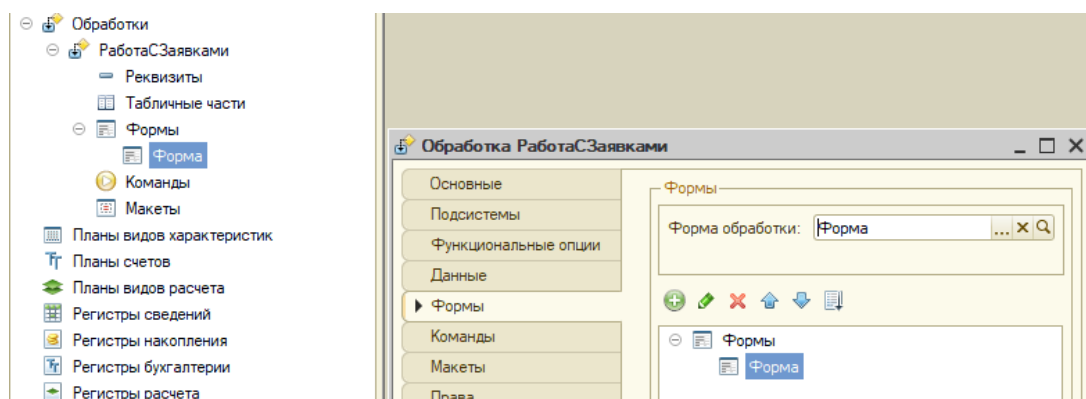 Обработки
РаботаСЗаявками
Реквизиты
Табличные части
Формы
Форма
Команды
Макеты
Планы видов характеристик
Планы счетов
Планы видов расчета
Регистры сведений
Регистры накопления
Регистры бухгалтерии
Регистры расчета
Обработка РаботаСЗаявками
Основные
Подсистемы
Функциональные опции
Данные
Формы
Команды
Макеты
Права
Формы
Форма обработки: Форма
Формы
Форма